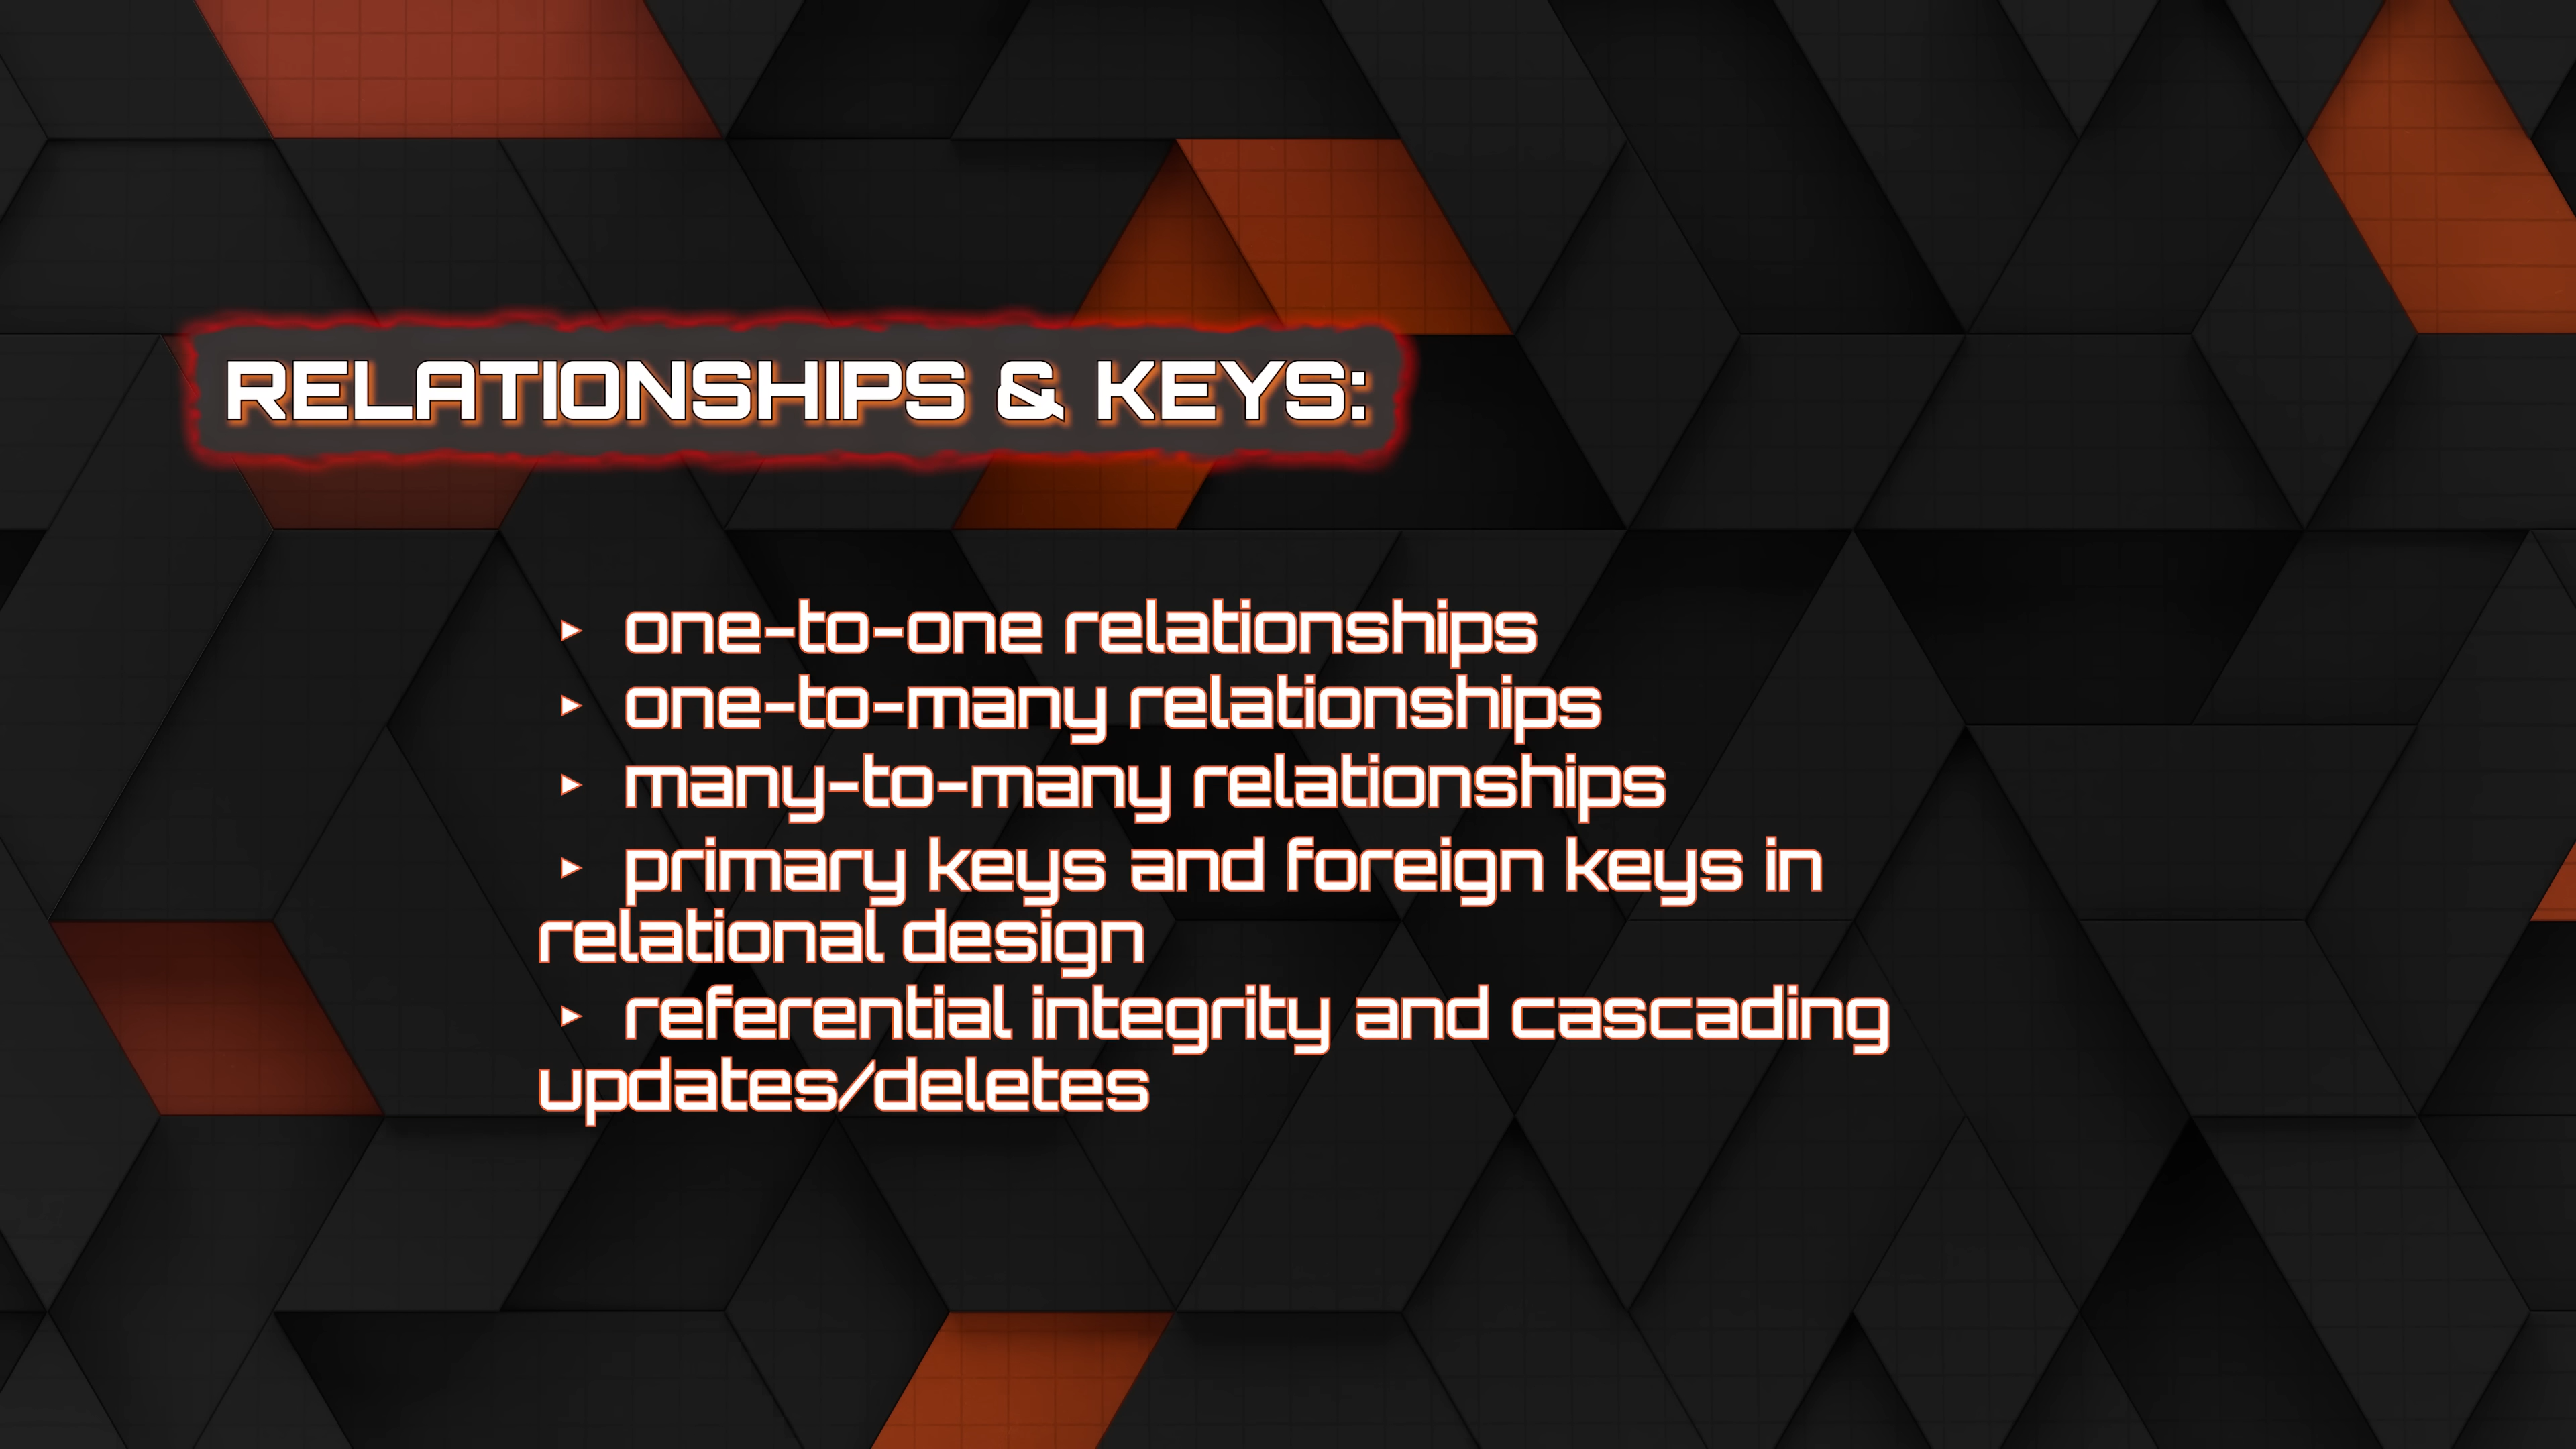 RELATIONSHIPS & KEYS:
▸ one-to-one relationships
▸ one-to-many relationships
▸ many-to-many relationships
▸ primary keys and foreign keys in
relational design
▸ referential integrity and cascading
updates/deletes